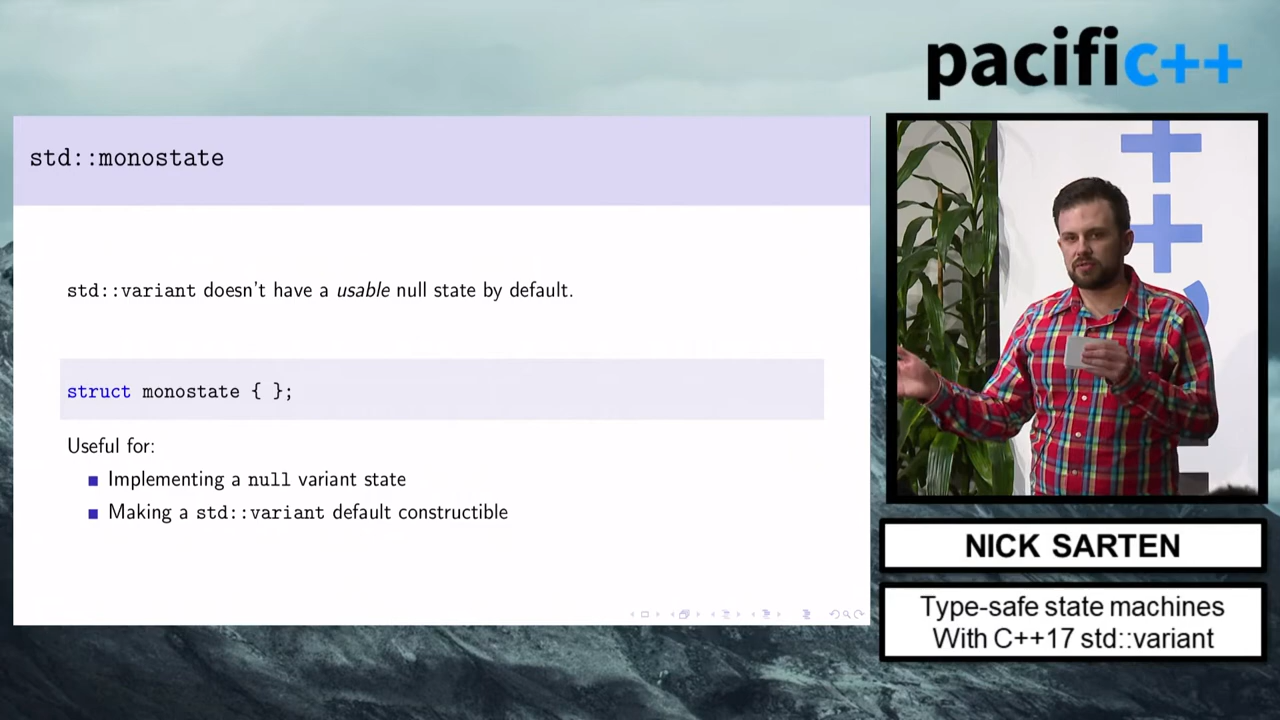 pacifi c++
std::monostate
std::variant doesn't have a usable null state by default.
struct monostate { };
Useful for:
Implementing a null variant state
Making a std::variant default constructible
NICK SARTEN
Type-safe state machines
With C++17 std::variant